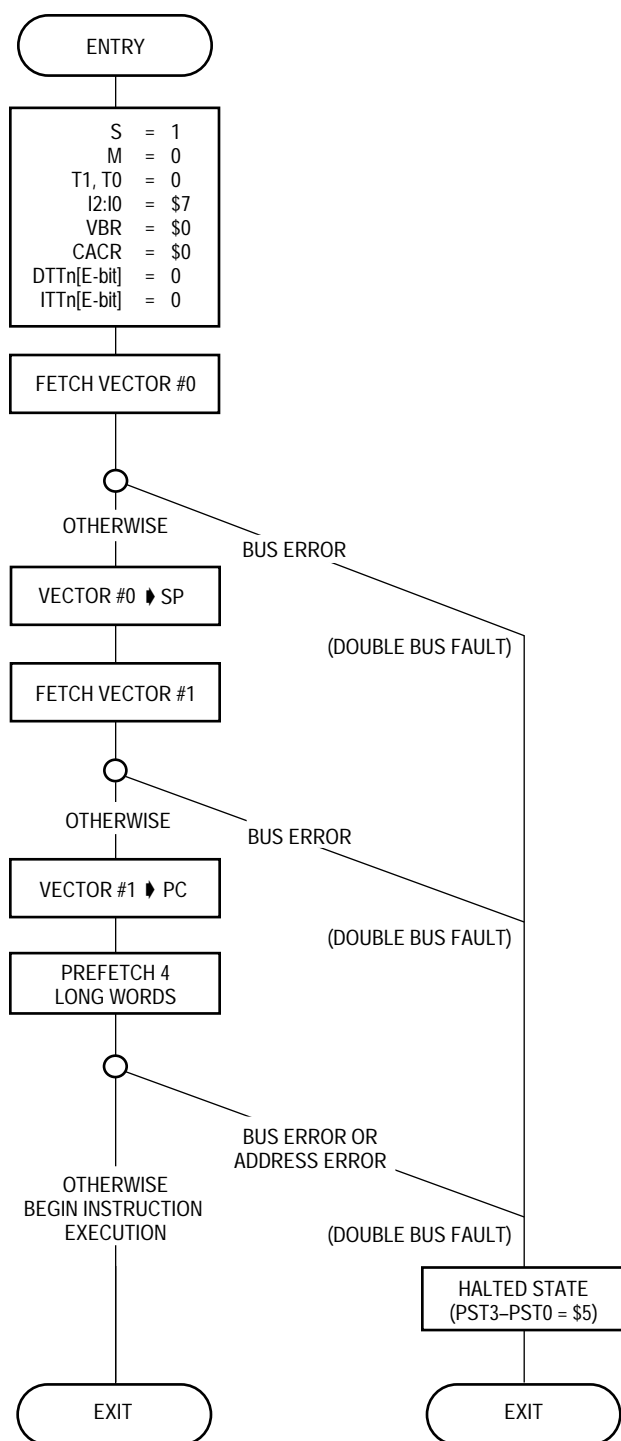 ENTRY
S = 1
M = 0
T1, T0 = 0
I2:I0 = $7
VBR = $0
CACR = $0
DTTn[E-bit] = 0
ITTn[E-bit] = 0
FETCH VECTOR #0
OTHERWISE
BUS ERROR
VECTOR #0 ➧ SP
(DOUBLE BUS FAULT)
FETCH VECTOR #1
OTHERWISE
BUS ERROR
VECTOR #1 ➧ PC
(DOUBLE BUS FAULT)
PREFETCH 4
LONG WORDS
BUS ERROR OR
ADDRESS ERROR
OTHERWISE
BEGIN INSTRUCTION
EXECUTION
(DOUBLE BUS FAULT)
HALTED STATE
(PST3–PST0 = $5)
EXIT
EXIT